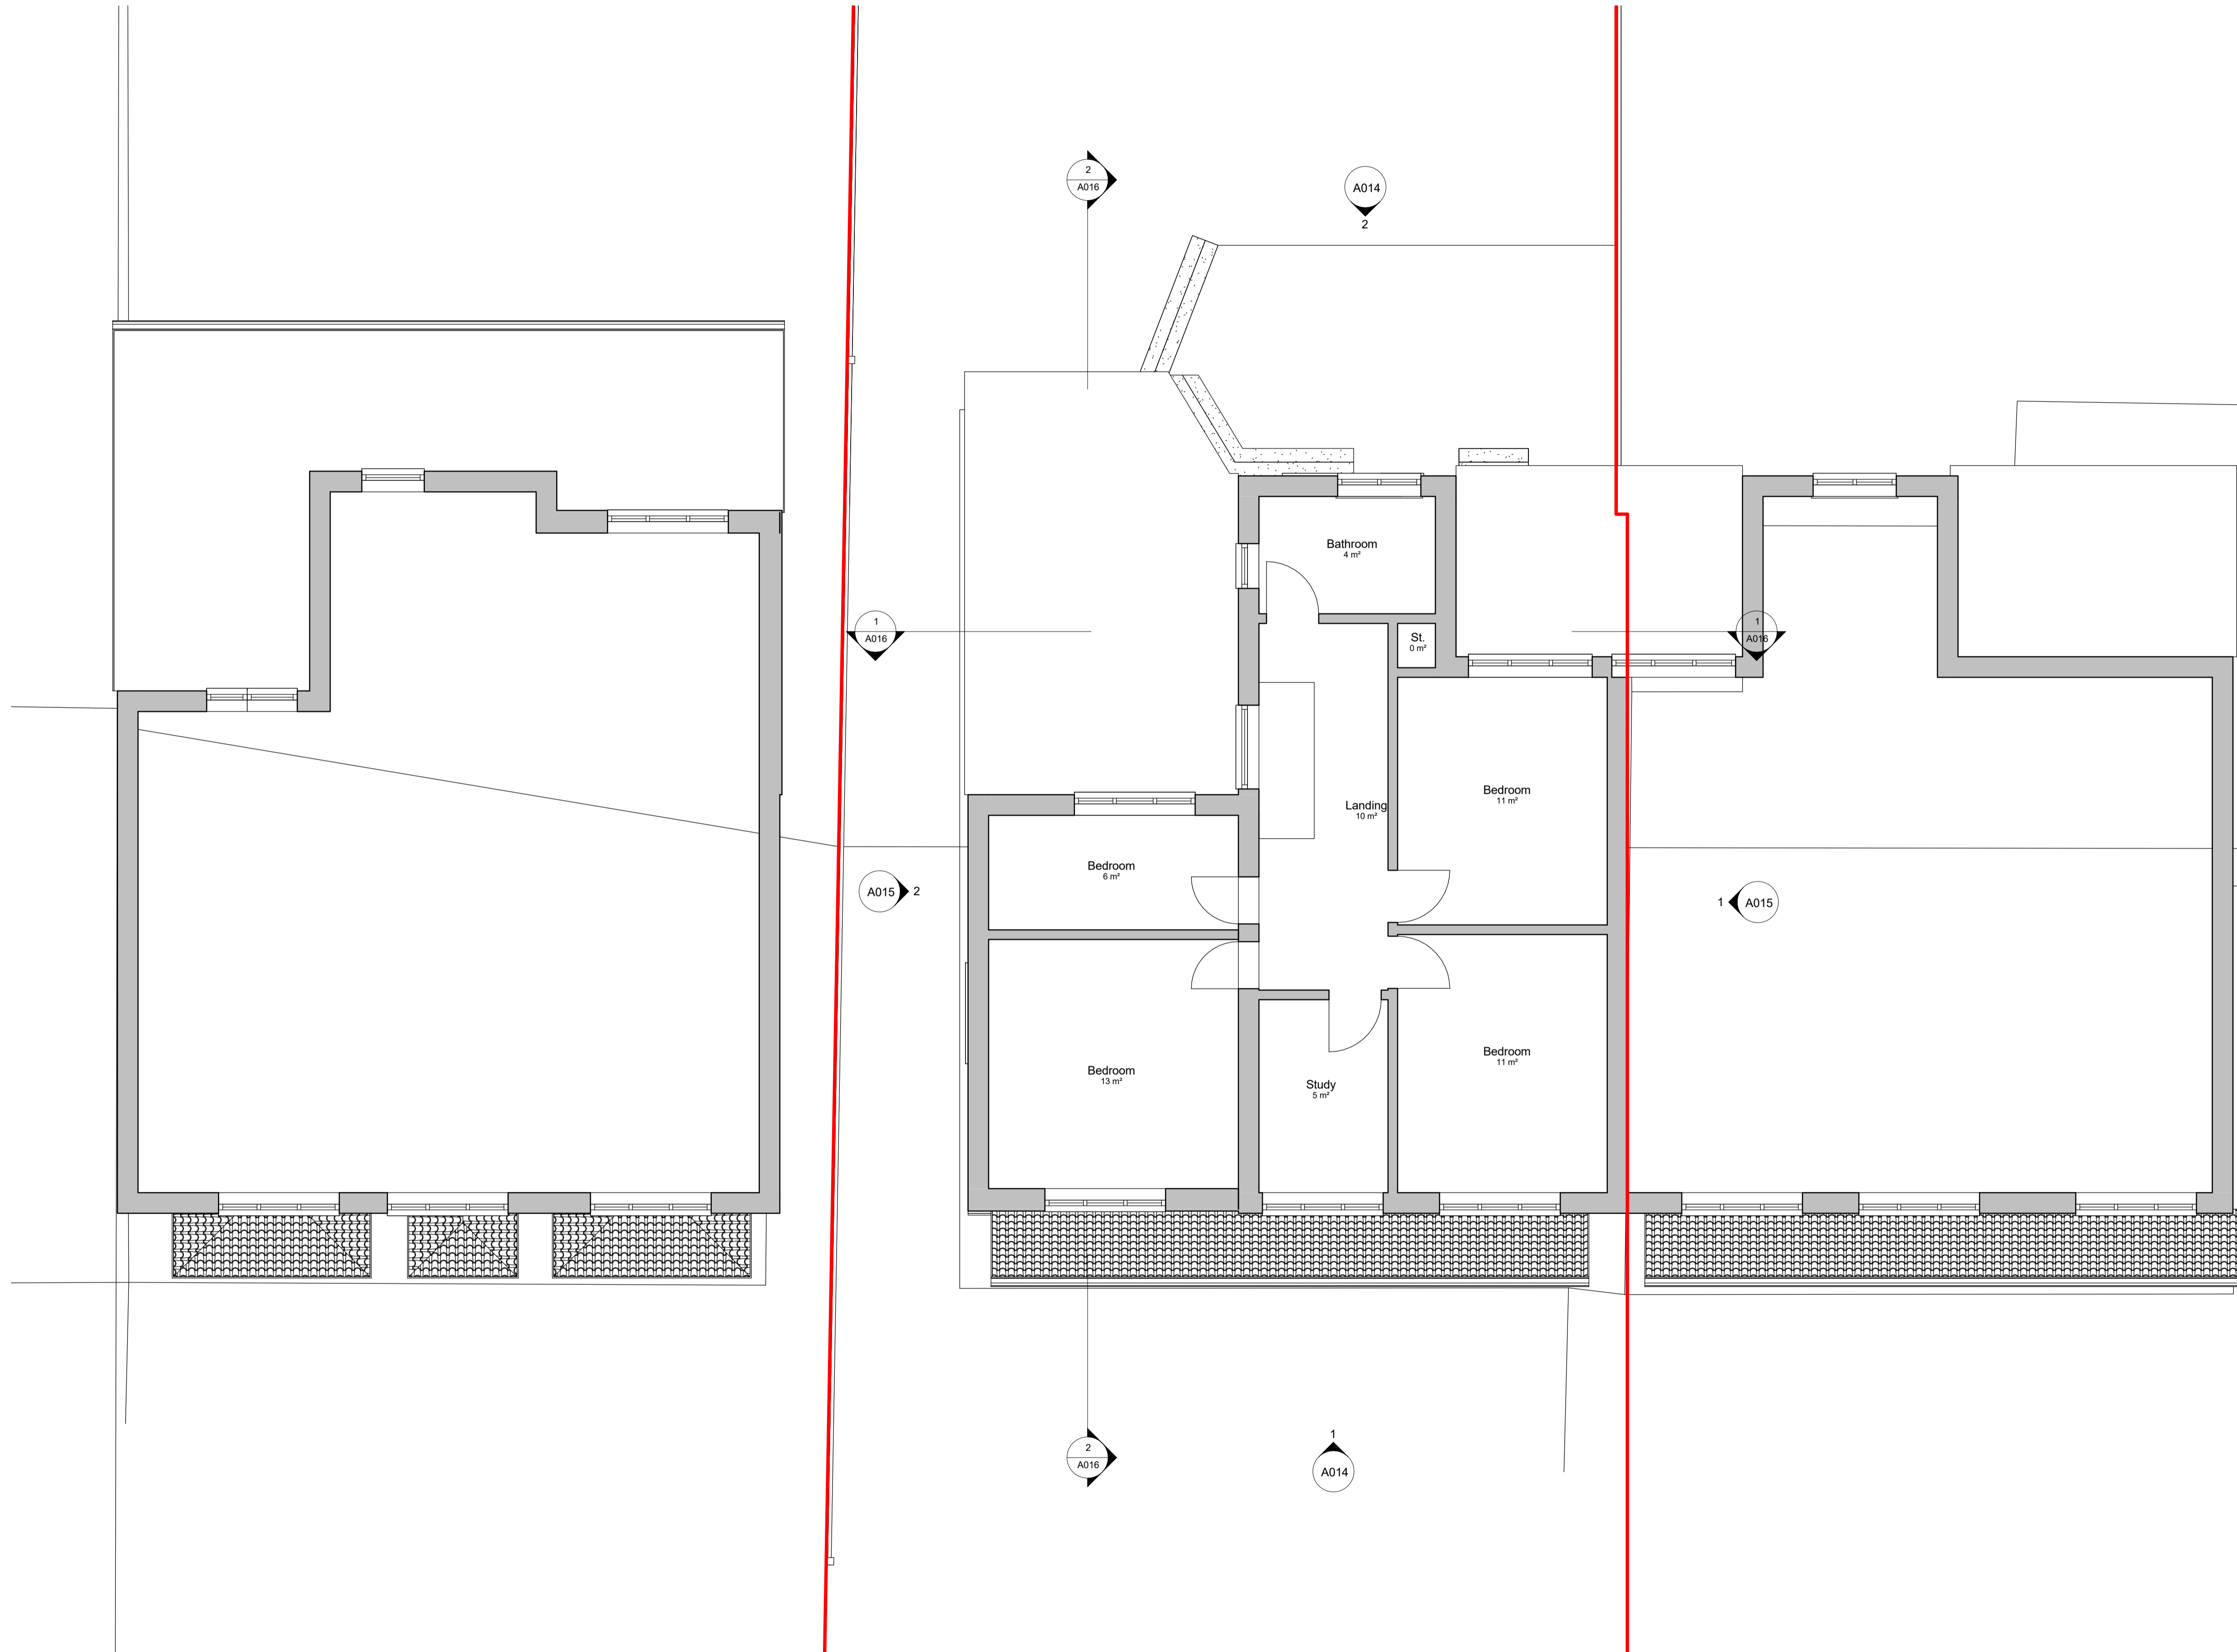 2
A016
A014
2
Bathroom
4 m²
1
A016
St.
0 m²
1
A016
Landing
10 m²
Bedroom
11 m²
Bedroom
6 m²
A015
2
1
A015
Bedroom
13 m²
Study
5 m²
Bedroom
11 m²
2
A016
1
A014